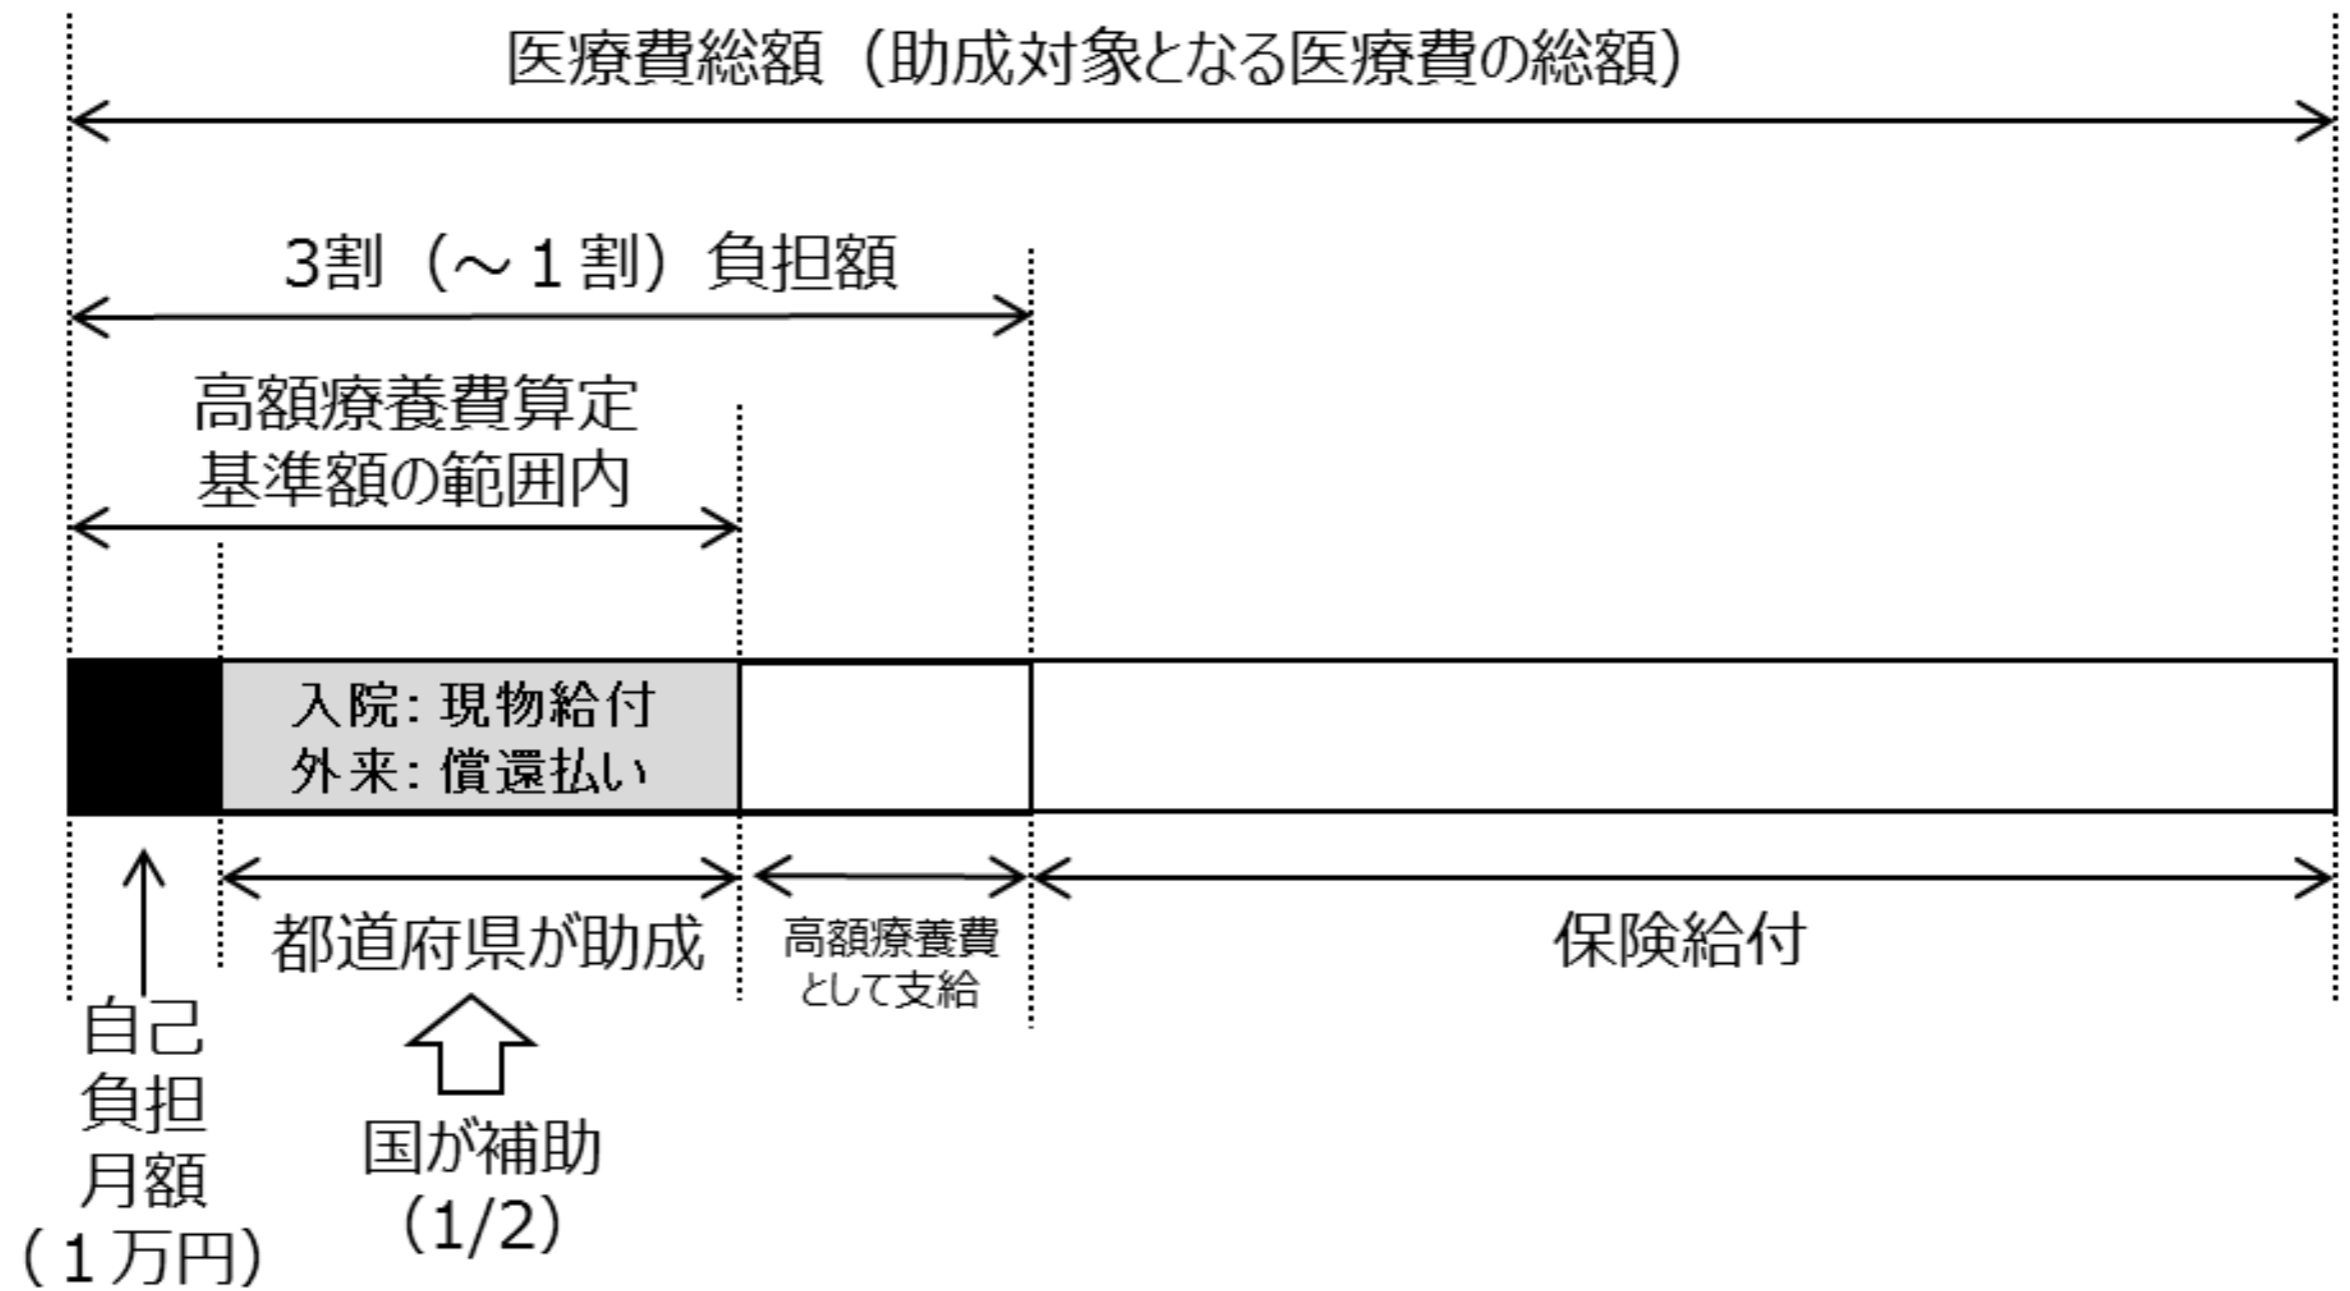 医療費総額（助成対象となる医療費の総額）
3割（～１割）負担額
高額療養費算定
基準額の範囲内
入院：現物給付
外来：償還払い
都道府県が助成
高額療養費
として支給
保険給付
自己
負担
月額
（１万円）
国が補助
（1/2）